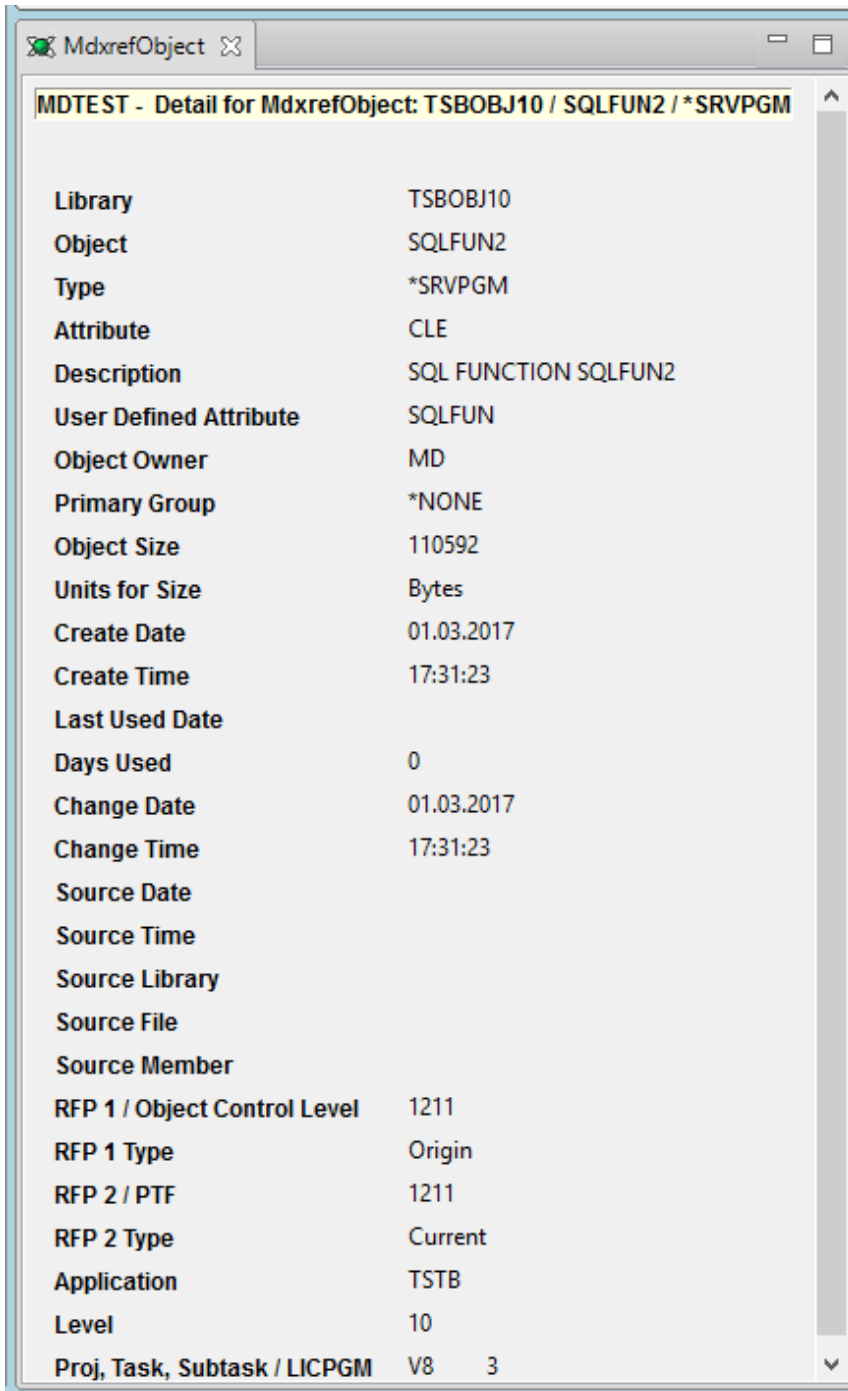 MdxrefObject
MDTEST - Detail for MdxrefObject: TSBOBJ10 / SQLFUN2 / *SRVPGM
Library TSBOBJ10
Object SQLFUN2
Type *SRVPGM
Attribute CLE
Description SQL FUNCTION SQLFUN2
User Defined Attribute SQLFUN
Object Owner MD
Primary Group *NONE
Object Size 110592
Units for Size Bytes
Create Date 01.03.2017
Create Time 17:31:23
Last Used Date
Days Used 0
Change Date 01.03.2017
Change Time 17:31:23
Source Date
Source Time
Source Library
Source File
Source Member
RFP 1 / Object Control Level 1211
RFP 1 Type Origin
RFP 2 / PTF 1211
RFP 2 Type Current
Application TSTB
Level 10
Proj, Task, Subtask / LICPGM V8 3